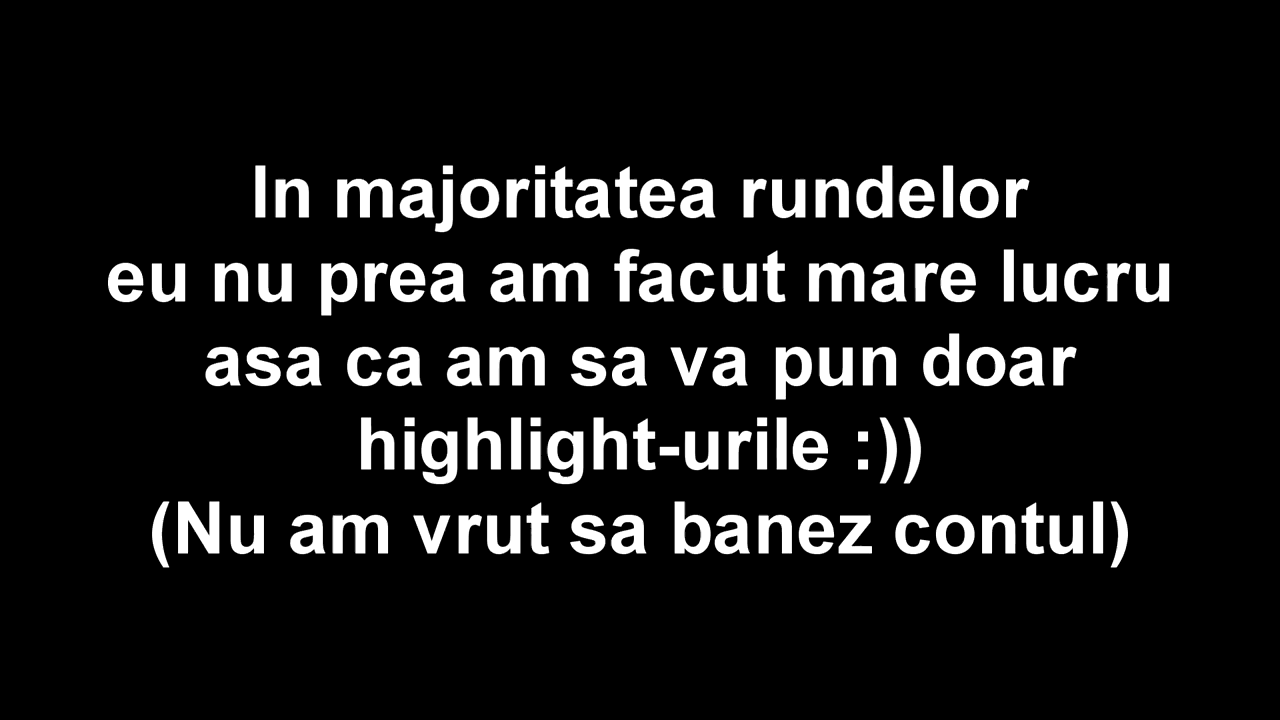 In majoritatea rundelor
eu nu prea am facut mare lucru
asa ca am sa va pun doar
highlight-urile :))
(Nu am vrut sa banez contul)